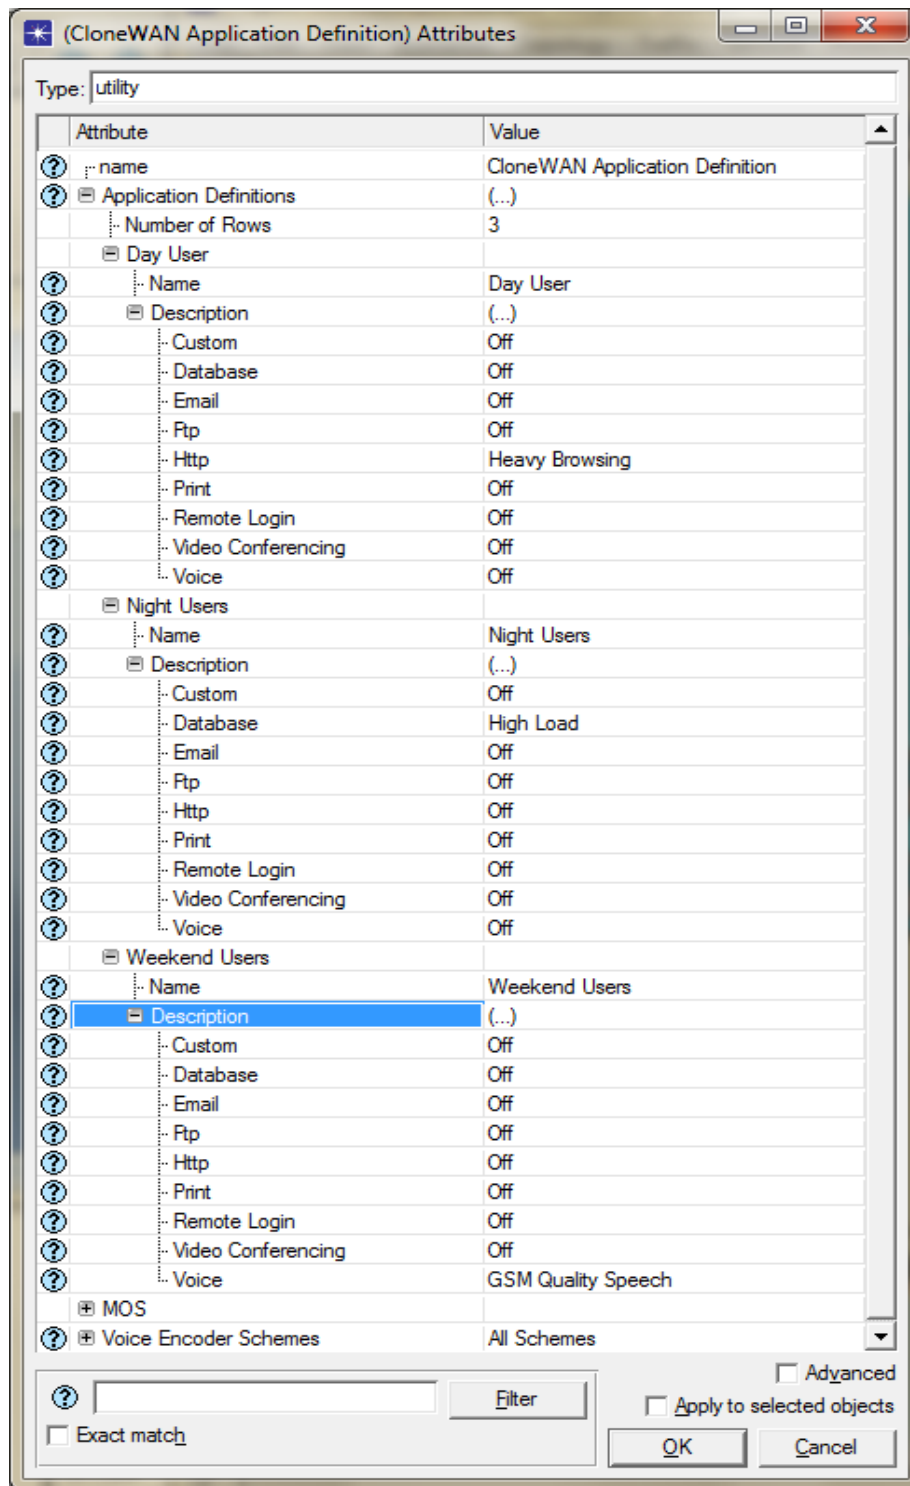 (CloneWAN Application Definition) Attributes
Type: utility
Attribute Value
name CloneWAN Application Definition
Application Definitions (...)
Number of Rows 3
Day User
Name Day User
Description (...)
Custom Off
Database Off
Email Off
Ftp Off
Http Heavy Browsing
Print Off
Remote Login Off
Video Conferencing Off
Voice Off
Night Users
Name Night Users
Description (...)
Custom Off
Database High Load
Email Off
Ftp Off
Http Off
Print Off
Remote Login Off
Video Conferencing Off
Voice Off
Weekend Users
Name Weekend Users
Description (...)
Custom Off
Database Off
Email Off
Ftp Off
Http Off
Print Off
Remote Login Off
Video Conferencing Off
Voice GSM Quality Speech
MOS
Voice Encoder Schemes All Schemes
Advanced
Filter
Apply to selected objects
Exact match
OK Cancel